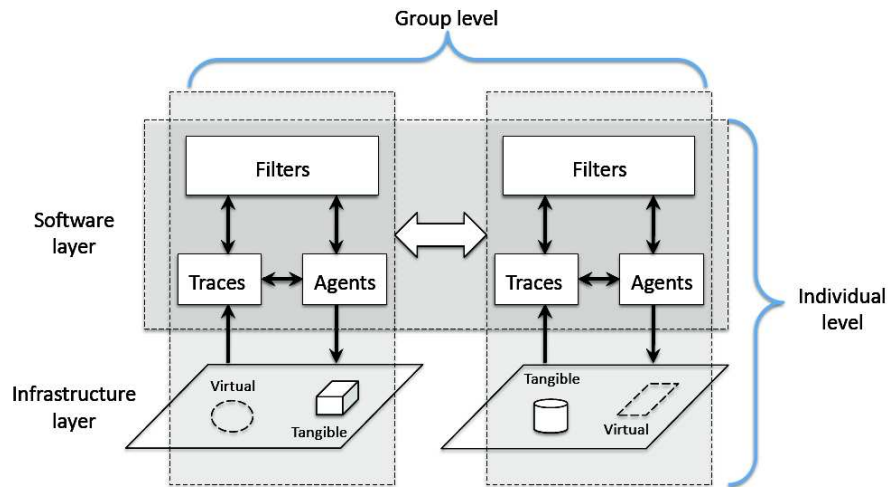 Group level
Filters
Filters
Software
layer
Traces
Agents
Traces
Agents
Individual
level
Infrastructure
layer
Virtual
Tangible
Tangible
Virtual